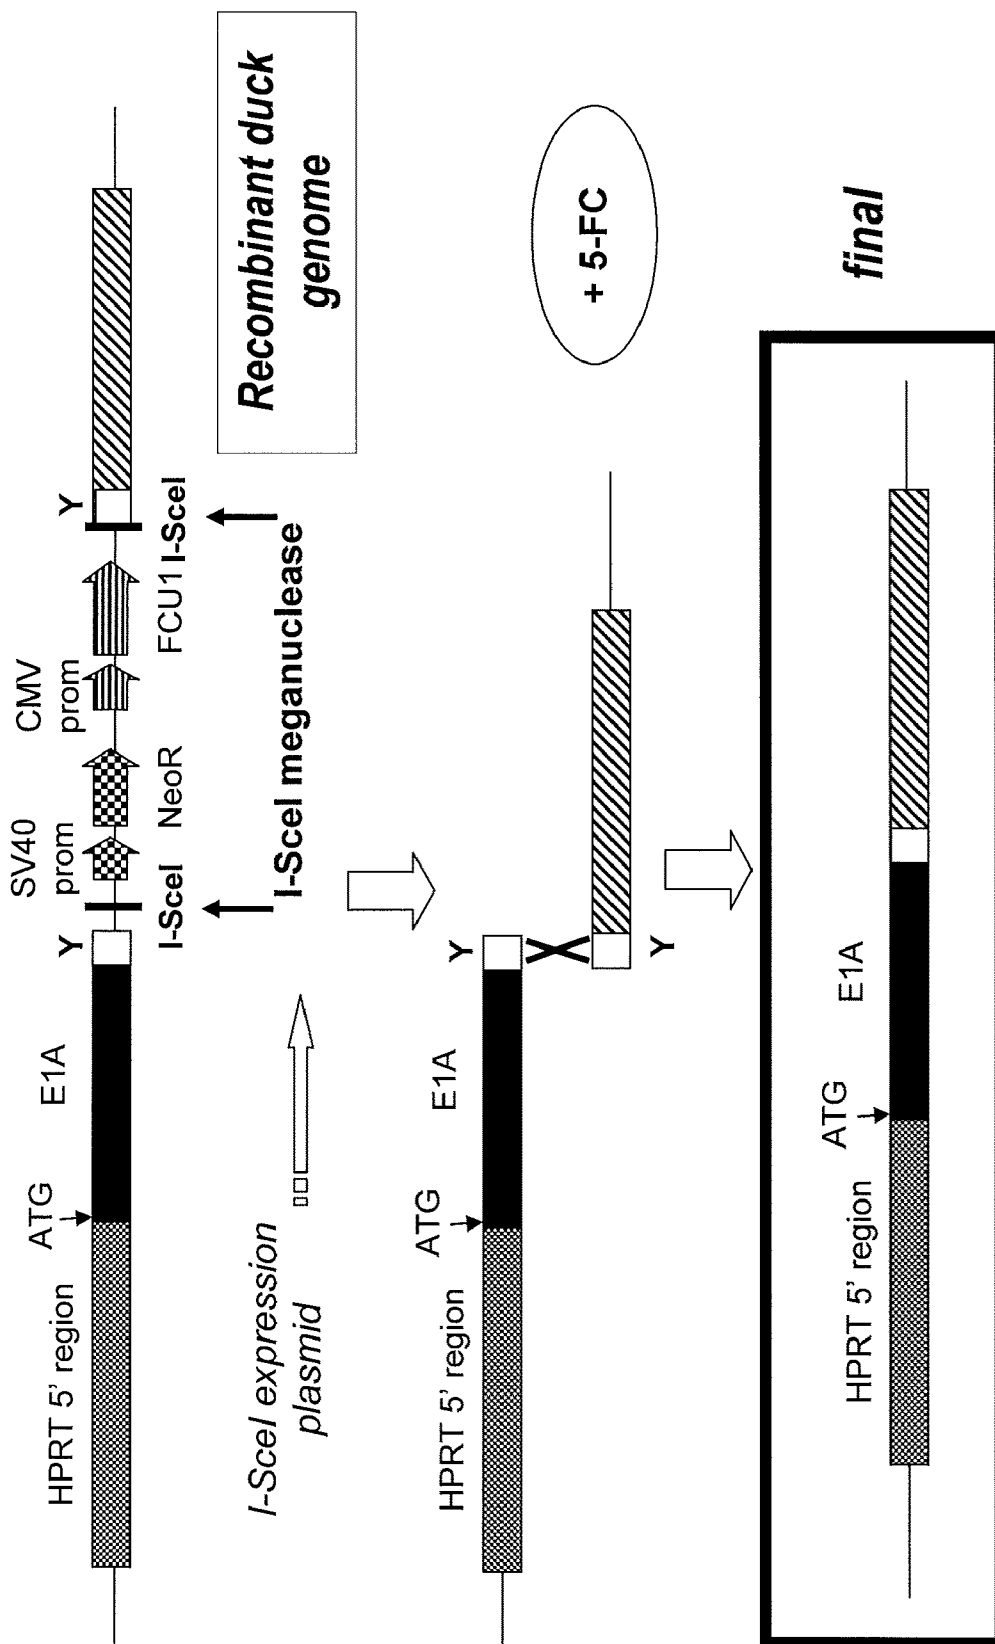 SV40
prom
CMV
prom
HPRT 5' region
ATG
E1A
Y
I-SceI
NeoR
FCU1
I-SceI
Y
I-SceI expression
plasmid
I-SceI meganuclease
Recombinant duck
genome
HPRT 5' region
ATG
E1A
Y
Y
+ 5-FC
HPRT 5' region
ATG
E1A
final